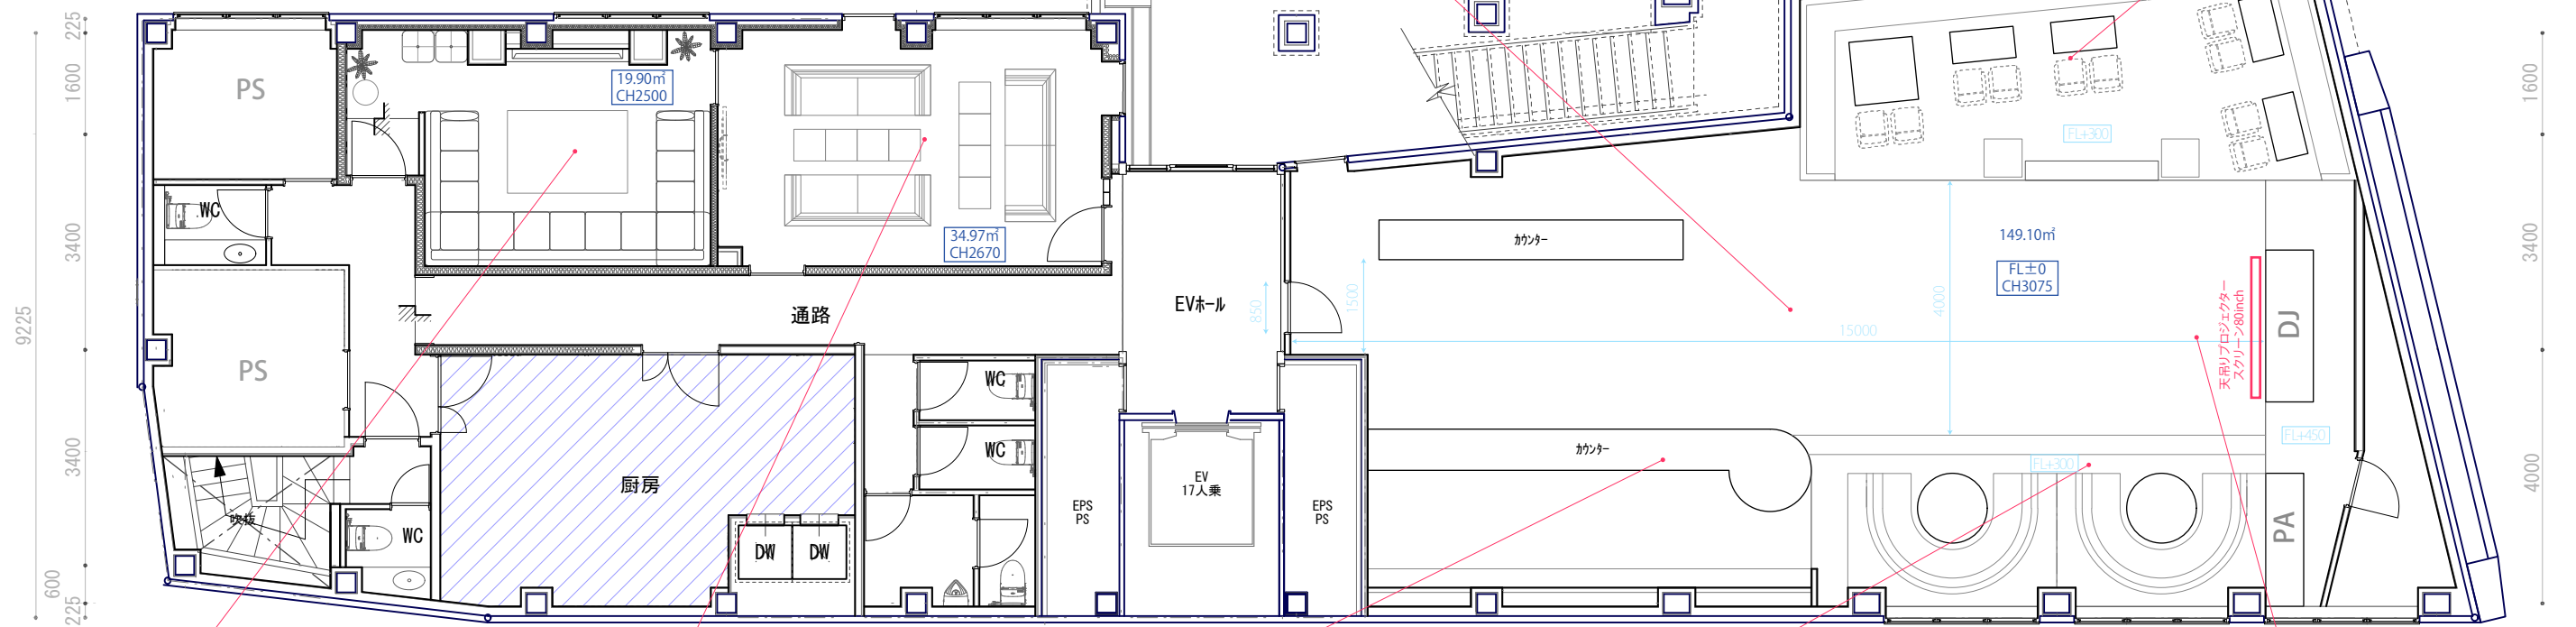 225
1600
3400
9225
3400
600
225
PS
19.90㎡
CH2500
34.97㎡
CH2670
WC
PS
通路
EVホール
850
1500
カウンター
15000
4000
149.10㎡
FL±0
CH3075
FL+300
天吊りプロジェクター
スクリーン80inch
DJ
FL+450
厨房
吹抜
WC
DW
DW
WC
WC
EPS
PS
EV
17人乗
EPS
PS
カウンター
FL+300
PA
1600
3400
4000